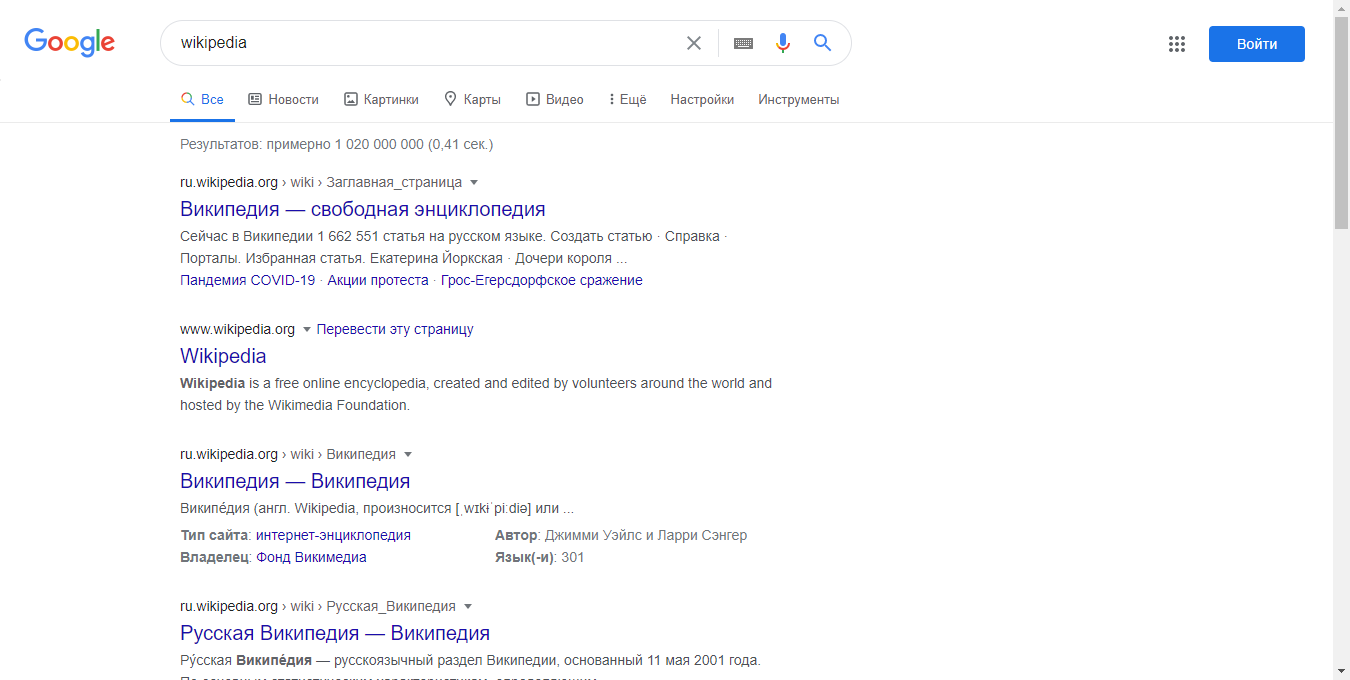 Google
wikipedia
Войти
Все Новости Картинки Карты Видео Ещё Настройки Инструменты
Результатов: примерно 1 020 000 000 (0,41 сек.)
ru.wikipedia.org › wiki › Заглавная_страница
Википедия — свободная энциклопедия
Сейчас в Википедии 1 662 551 статья на русском языке. Создать статью · Справка ·
Порталы. Избранная статья. Екатерина Йоркская · Дочери короля ...
Пандемия COVID-19 · Акции протеста · Грос-Егерсдорфское сражение
www.wikipedia.org Перевести эту страницу
Wikipedia
Wikipedia is a free online encyclopedia, created and edited by volunteers around the world and
hosted by the Wikimedia Foundation.
ru.wikipedia.org › wiki › Википедия
Википедия — Википедия
Википе́дия (англ. Wikipedia, произносится [ˌwɪkɨˈpiːdiə] или ...
Тип сайта: интернет-энциклопедия Автор: Джимми Уэйлс и Ларри Сэнгер
Владелец: Фонд Викимедиа Язык(-и): 301
ru.wikipedia.org › wiki › Русская_Википедия
Русская Википедия — Википедия
Ру́сская Википе́дия — русскоязычный раздел Википедии, основанный 11 мая 2001 года.